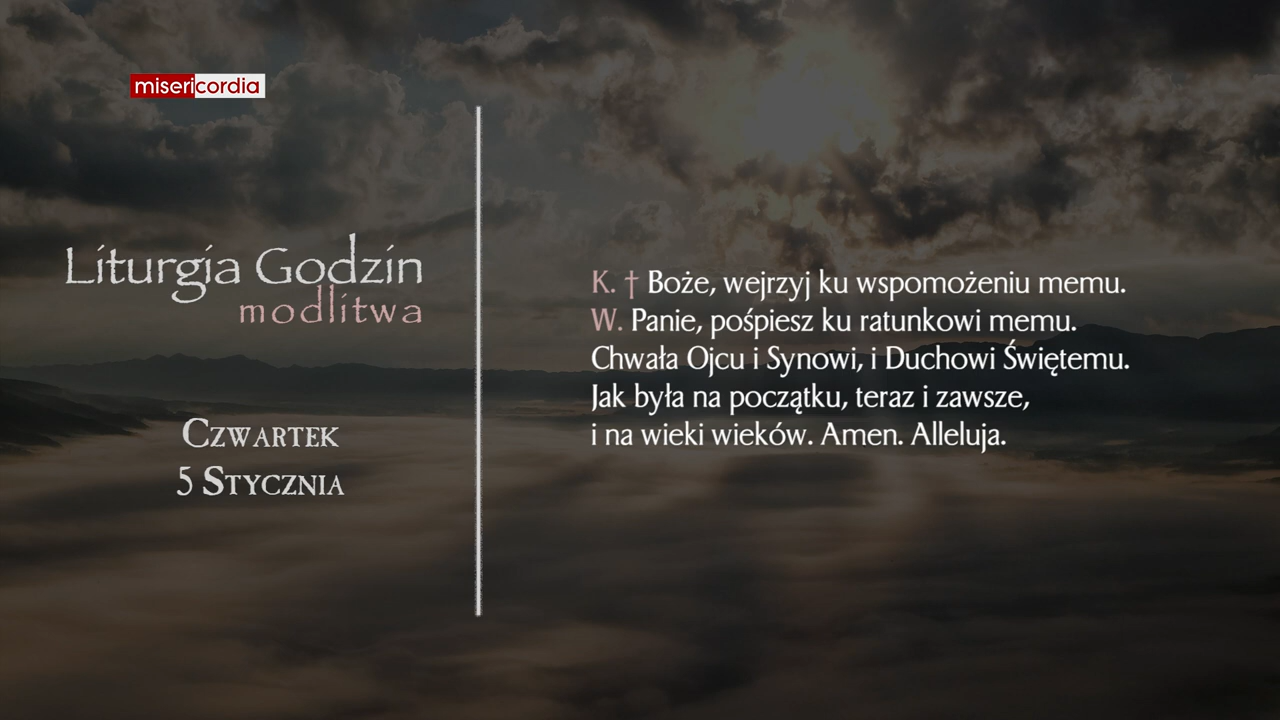 misericordia
Liturgia Godzin
modlitwa
Czwartek
5 Stycznia
K. † Boże, wejrzyj ku wspomożeniu memu.
W. Panie, pośpiesz ku ratunkowi memu.
Chwała Ojcu i Synowi, i Duchowi Świętemu.
Jak była na początku, teraz i zawsze,
i na wieki wieków. Amen. Alleluja.